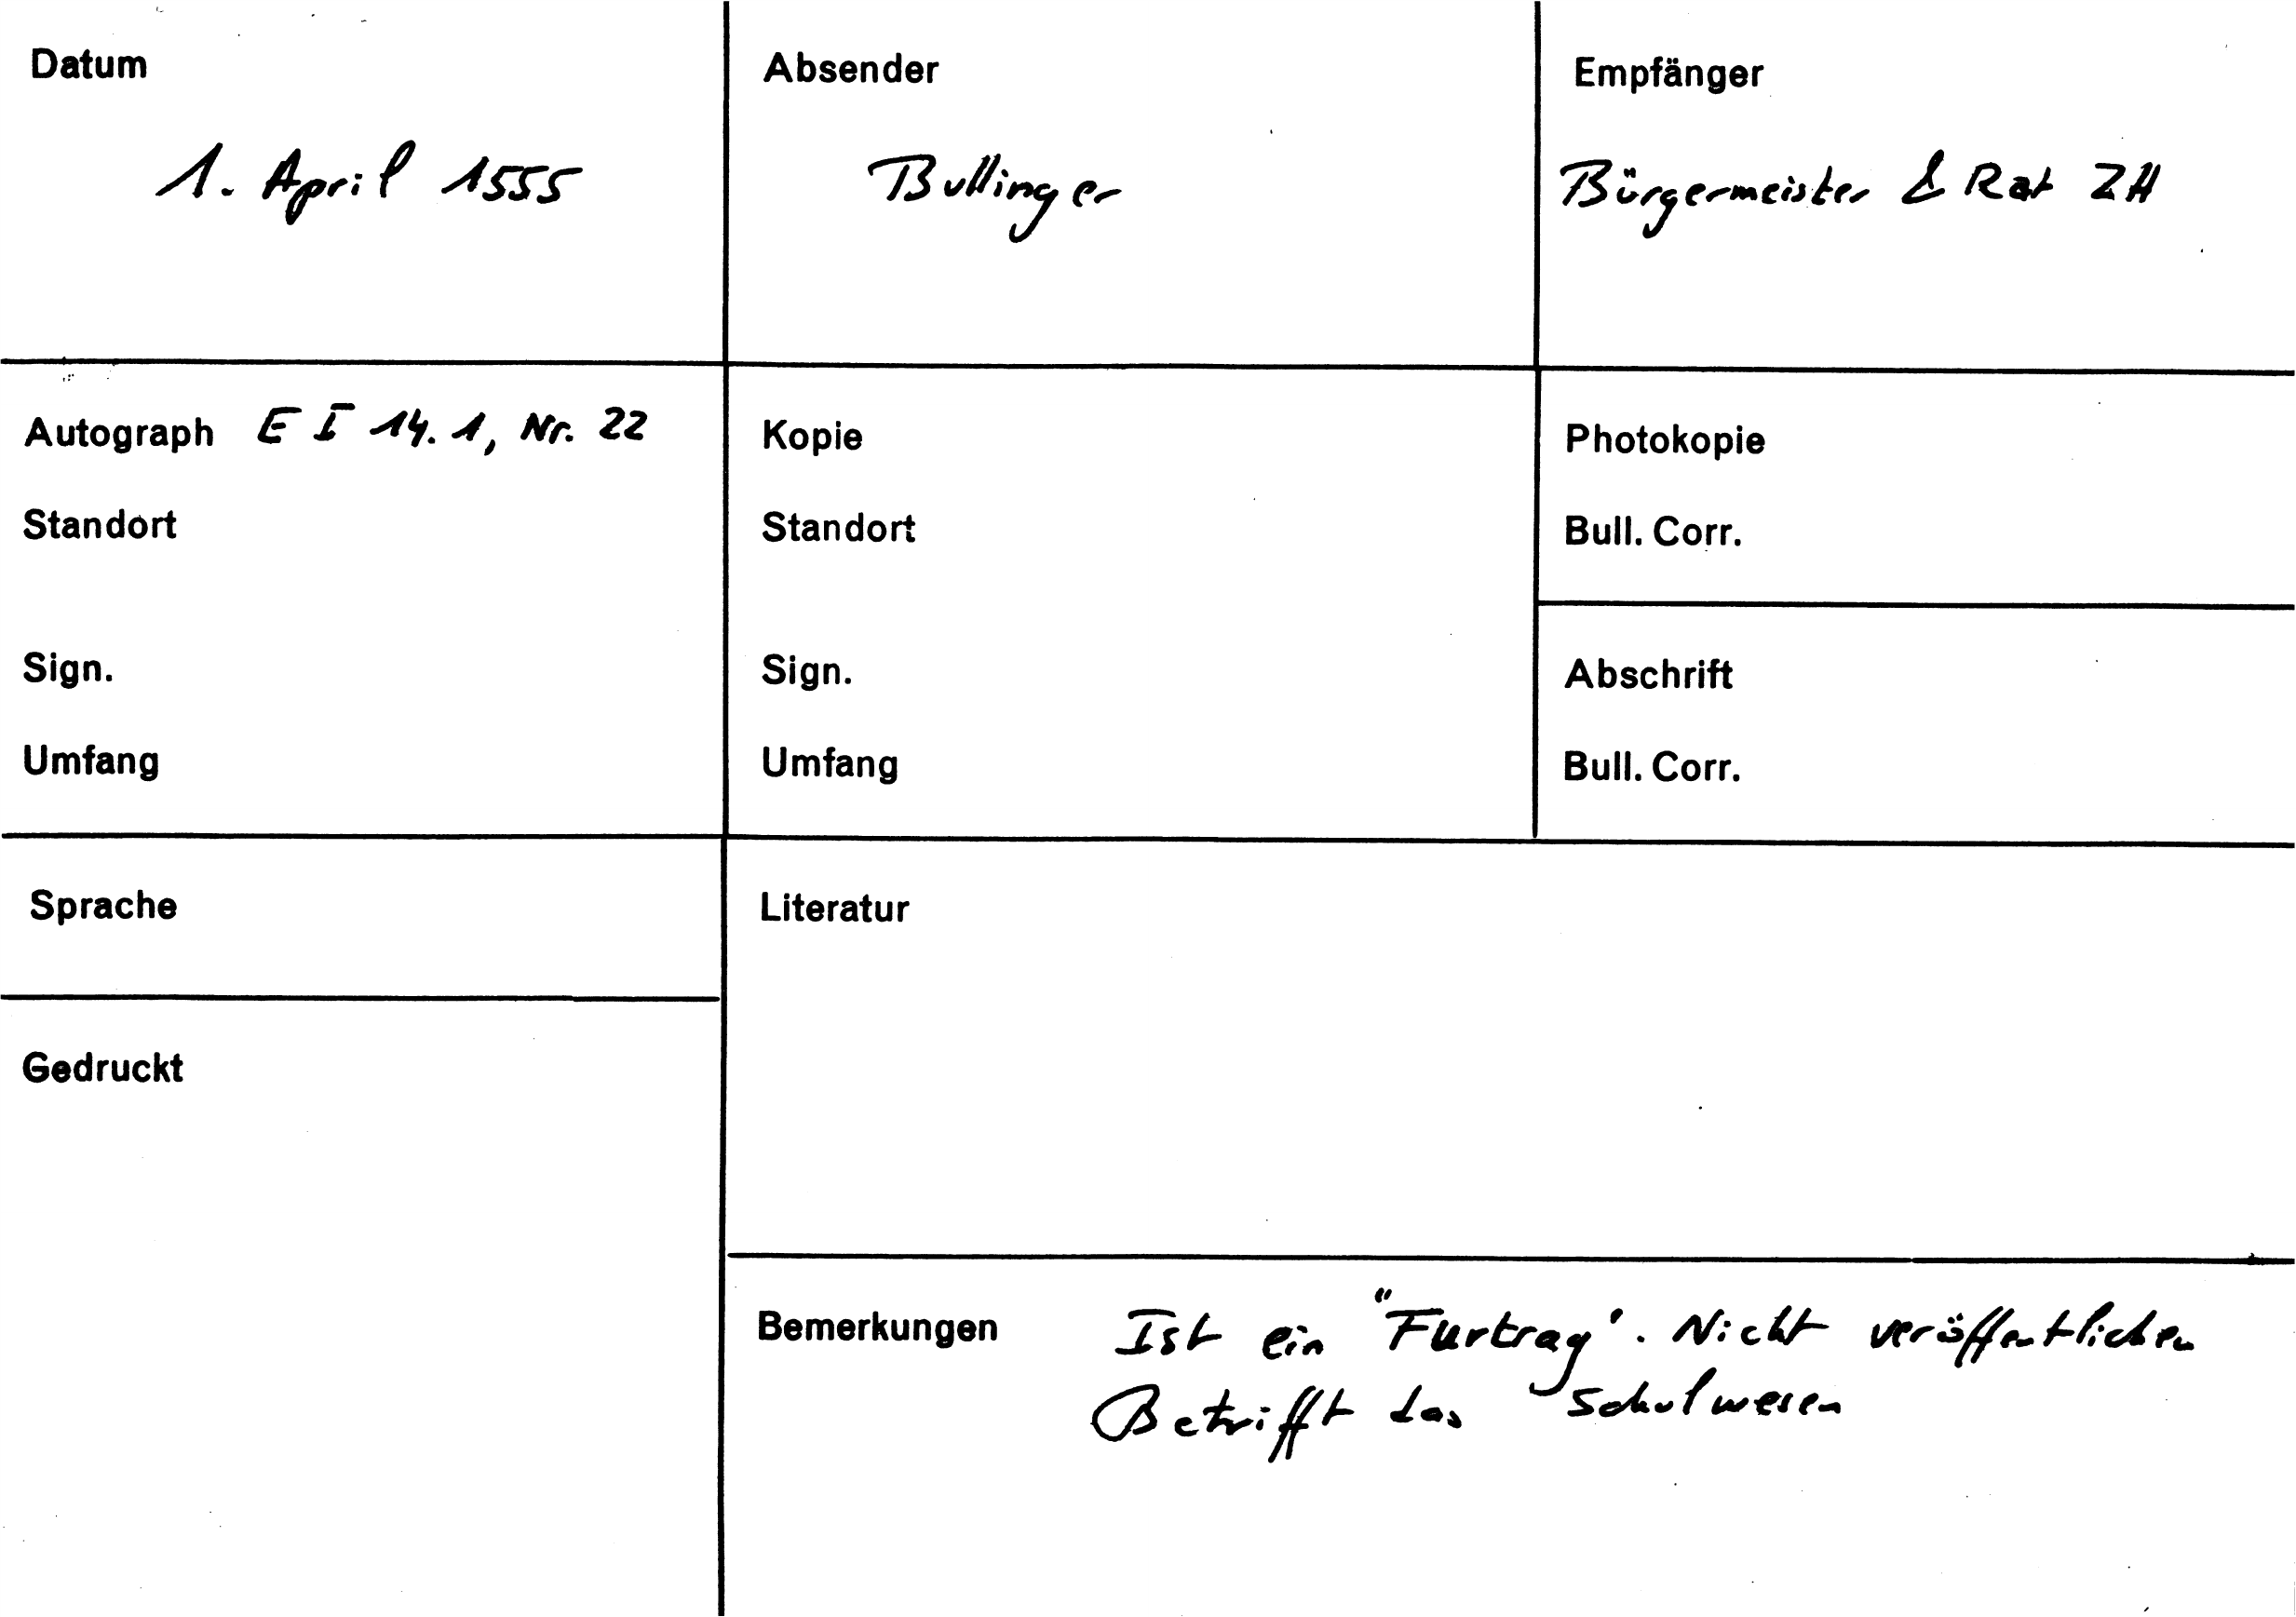 Datum
1. April 1555
Absender
Bullinger
Empfänger
Bürgermeister & Rat ZH
Autograph E I 14.1, Nr. 22
Standort
Sign.
Umfang
Kopie
Standort
Sign.
Umfang
Photokopie
Bull. Corr.
Abschrift
Bull. Corr.
Sprache
Gedruckt
Literatur
Bemerkungen Ist ein "Furtrag". Nicht veröffentlichen
Betrifft das Schulwesen